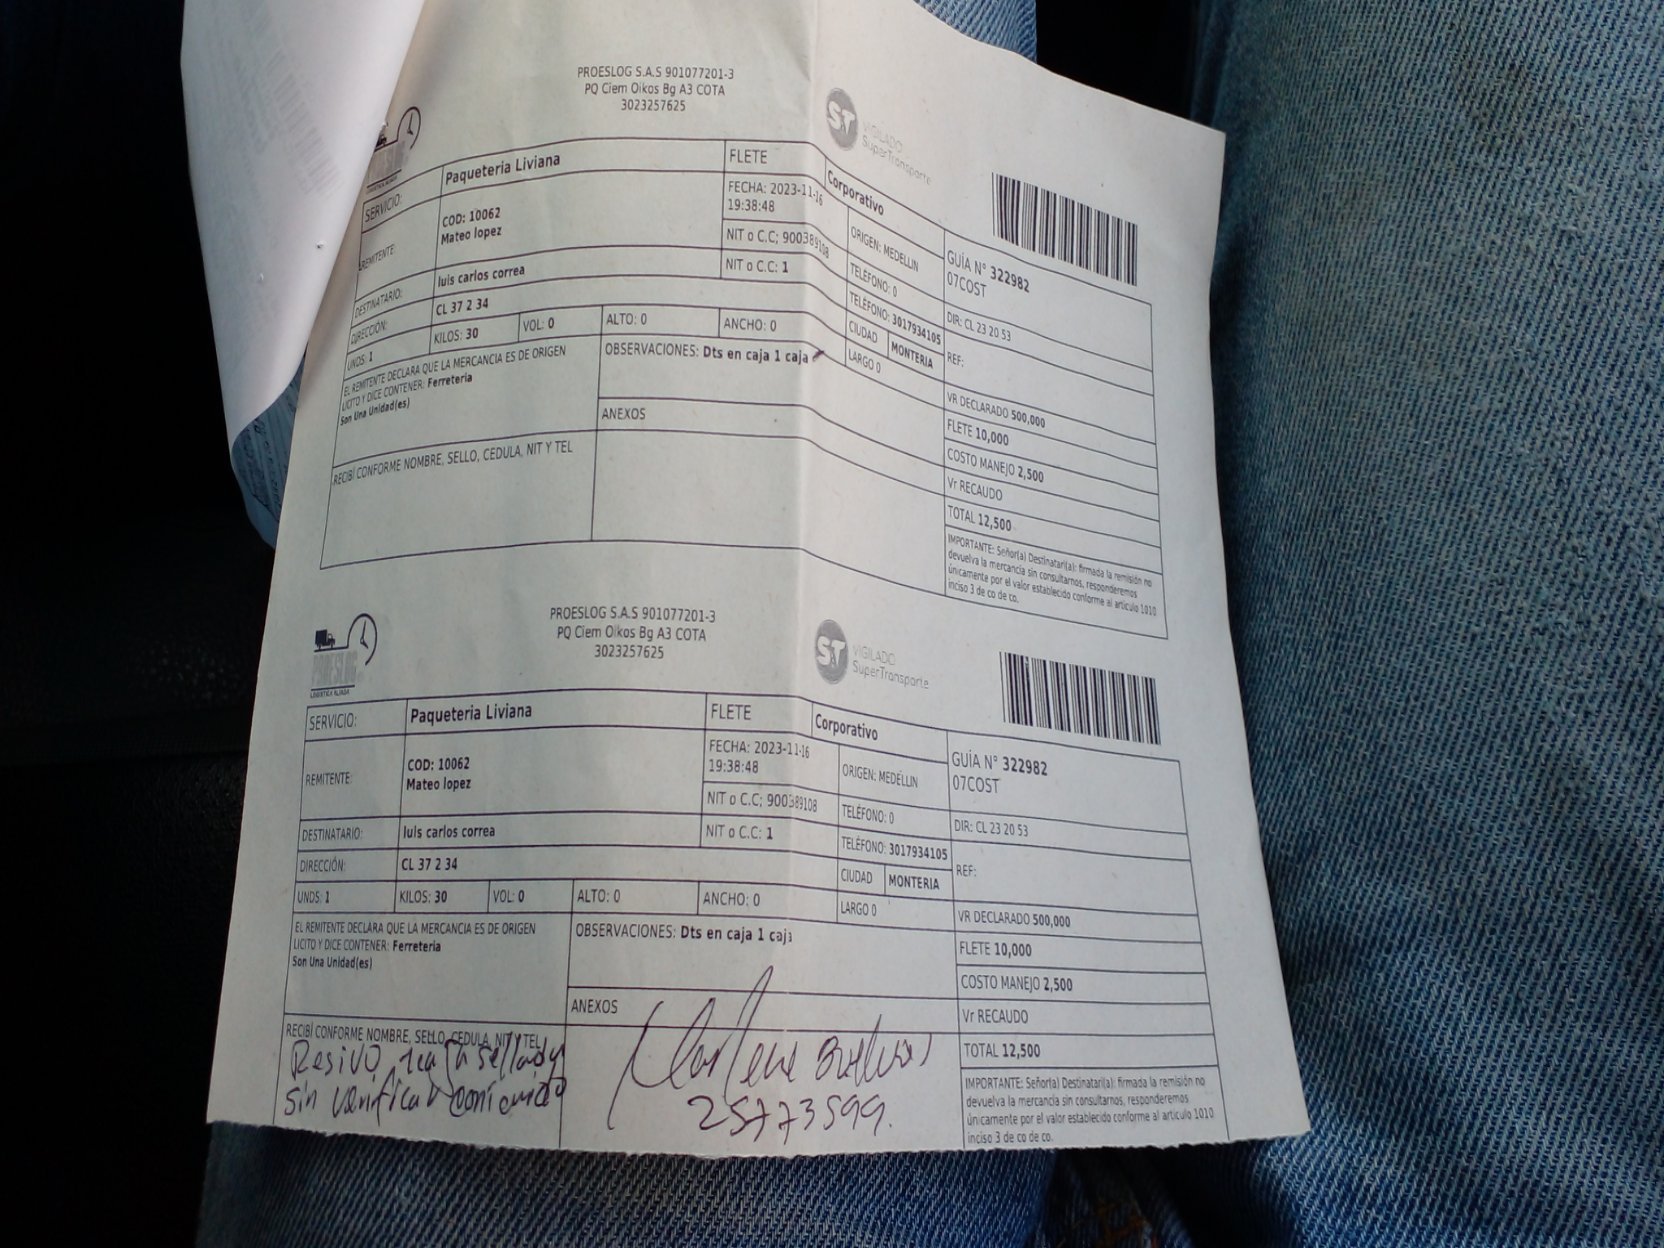 PROESLOG S.A.S 901077201-3
PQ Ciem Oikos Bg A3 COTA
3023257625
ST
VIGILADO
SuperTransporte
SERVICIO:
Paqueteria Liviana
FLETE
Corporativo
REMITENTE:
COD: 10062
Mateo lopez
FECHA: 2023-11-16
19:38:48
NIT o C.C; 900389108
ORIGEN: MEDELLIN
TELÉFONO: 0
GUÍA N° 322982
07COST
DIR: CL 23 20 53
DESTINATARIO:
luis carlos correa
NIT o C.C: 1
TELÉFONO: 3017934105
REF:
DIRECCIÓN:
CL 37 2 34
CIUDAD
MONTERIA
UNDS: 1
KILOS: 30
VOL: 0
ALTO: 0
ANCHO: 0
LARGO 0
VR DECLARADO 500,000
EL REMITENTE DECLARA QUE LA MERCANCIA ES DE ORIGEN
LICITO Y DICE CONTENER: Ferreteria
Son Una Unidad(es)
OBSERVACIONES: Dts en caja 1 caja
FLETE 10,000
COSTO MANEJO 2,500
ANEXOS
Vr RECAUDO
RECIBÍ CONFORME NOMBRE, SELLO, CEDULA, NIT Y TEL
TOTAL 12,500
IMPORTANTE: Señor(a) Destinatari(a): firmada la remisión no
devuelva la mercancía sin consultarnos, responderemos
únicamente por el valor establecido conforme al articulo 1010
inciso 3 de co de co.
PROESLOG
LOGISTICA ALIADA
PROESLOG S.A.S 901077201-3
PQ Ciem Oikos Bg A3 COTA
3023257625
ST
VIGILADO
SuperTransporte
SERVICIO:
Paqueteria Liviana
FLETE
Corporativo
REMITENTE:
COD: 10062
Mateo lopez
FECHA: 2023-11-16
19:38:48
NIT o C.C; 900389108
ORIGEN: MEDELLIN
TELÉFONO: 0
GUÍA N° 322982
07COST
DIR: CL 23 20 53
DESTINATARIO:
luis carlos correa
NIT o C.C: 1
TELÉFONO: 3017934105
REF:
DIRECCIÓN:
CL 37 2 34
CIUDAD
MONTERIA
UNDS: 1
KILOS: 30
VOL: 0
ALTO: 0
ANCHO: 0
LARGO 0
VR DECLARADO 500,000
EL REMITENTE DECLARA QUE LA MERCANCIA ES DE ORIGEN
LICITO Y DICE CONTENER: Ferreteria
Son Una Unidad(es)
OBSERVACIONES: Dts en caja 1 caja
FLETE 10,000
COSTO MANEJO 2,500
ANEXOS
Vr RECAUDO
RECIBÍ CONFORME NOMBRE, SELLO, CEDULA, NIT Y TEL
Resivo sellada
sin verificar contenido
Marlene
25773599.
TOTAL 12,500
IMPORTANTE: Señor(a) Destinatari(a): firmada la remisión no
devuelva la mercancía sin consultarnos, responderemos
únicamente por el valor establecido conforme al articulo 1010
inciso 3 de co de co.